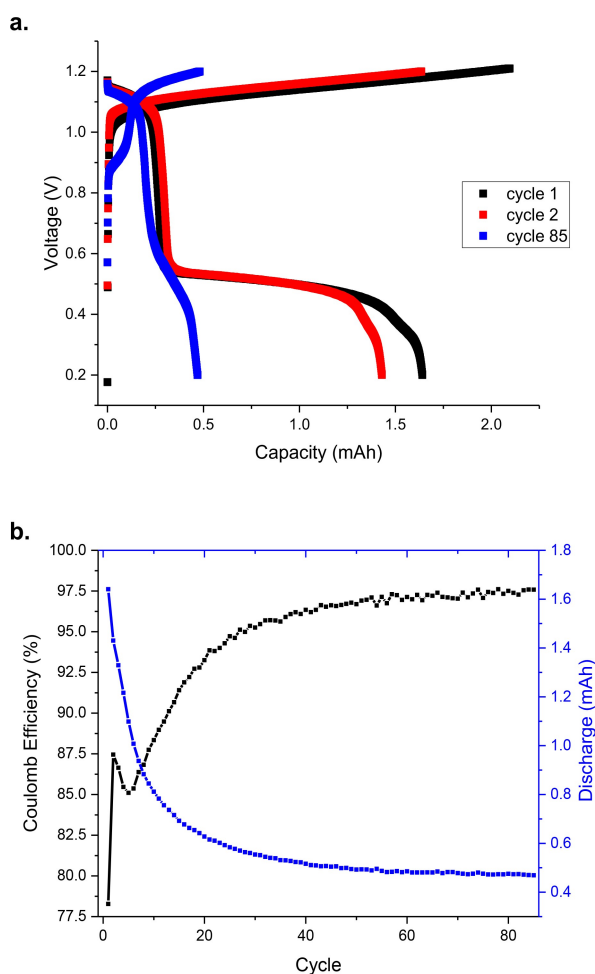 a.
1.2
1.0
0.8
0.6
0.4
0.2
Voltage (V)
cycle 1
cycle 2
cycle 85
0.0 0.5 1.0 1.5 2.0
Capacity (mAh)
b.
100.0
97.5
95.0
92.5
90.0
87.5
85.0
82.5
80.0
77.5
Coulomb Efficiency (%)
1.8
1.6
1.4
1.2
1.0
0.8
0.6
0.4
Discharge (mAh)
0 20 40 60 80
Cycle